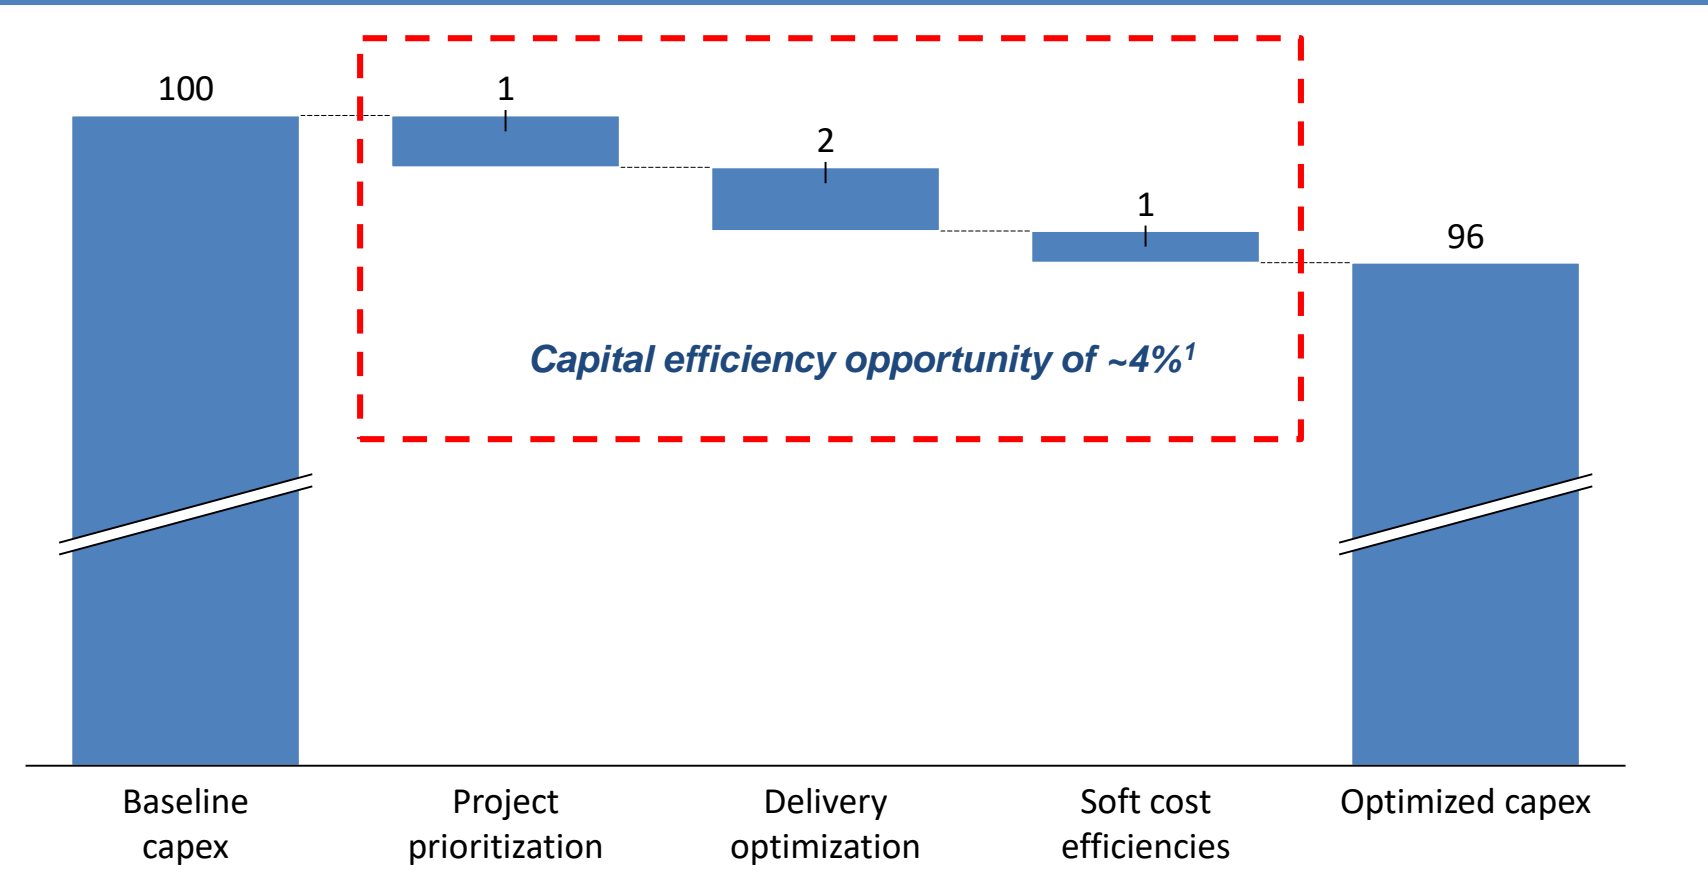 100
1
2
1
96
Capital efficiency opportunity of ~4%¹
Baseline
capex
Project
prioritization
Delivery
optimization
Soft cost
efficiencies
Optimized capex